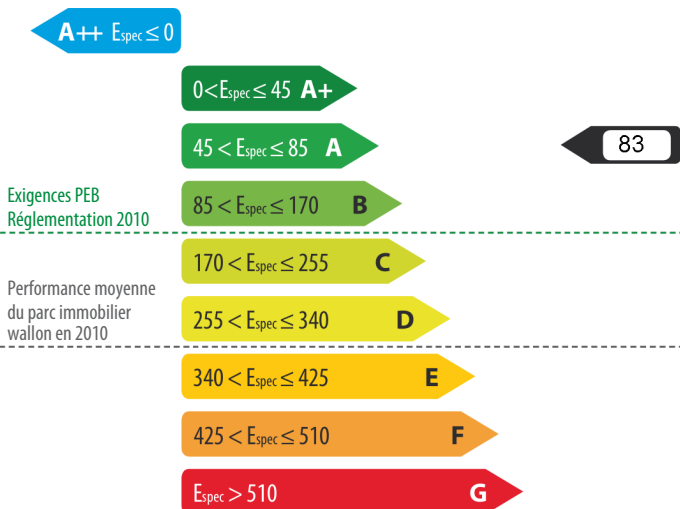 A++ Espec ≤ 0
0<Espec ≤ 45 A+
45 < Espec ≤ 85 A
83
Exigences PEB
Réglementation 2010
85 < Espec ≤ 170 B
170 < Espec ≤ 255 C
Performance moyenne
du parc immobilier
wallon en 2010
255 < Espec ≤ 340 D
340 < Espec ≤ 425 E
425 < Espec ≤ 510 F
Espec > 510 G